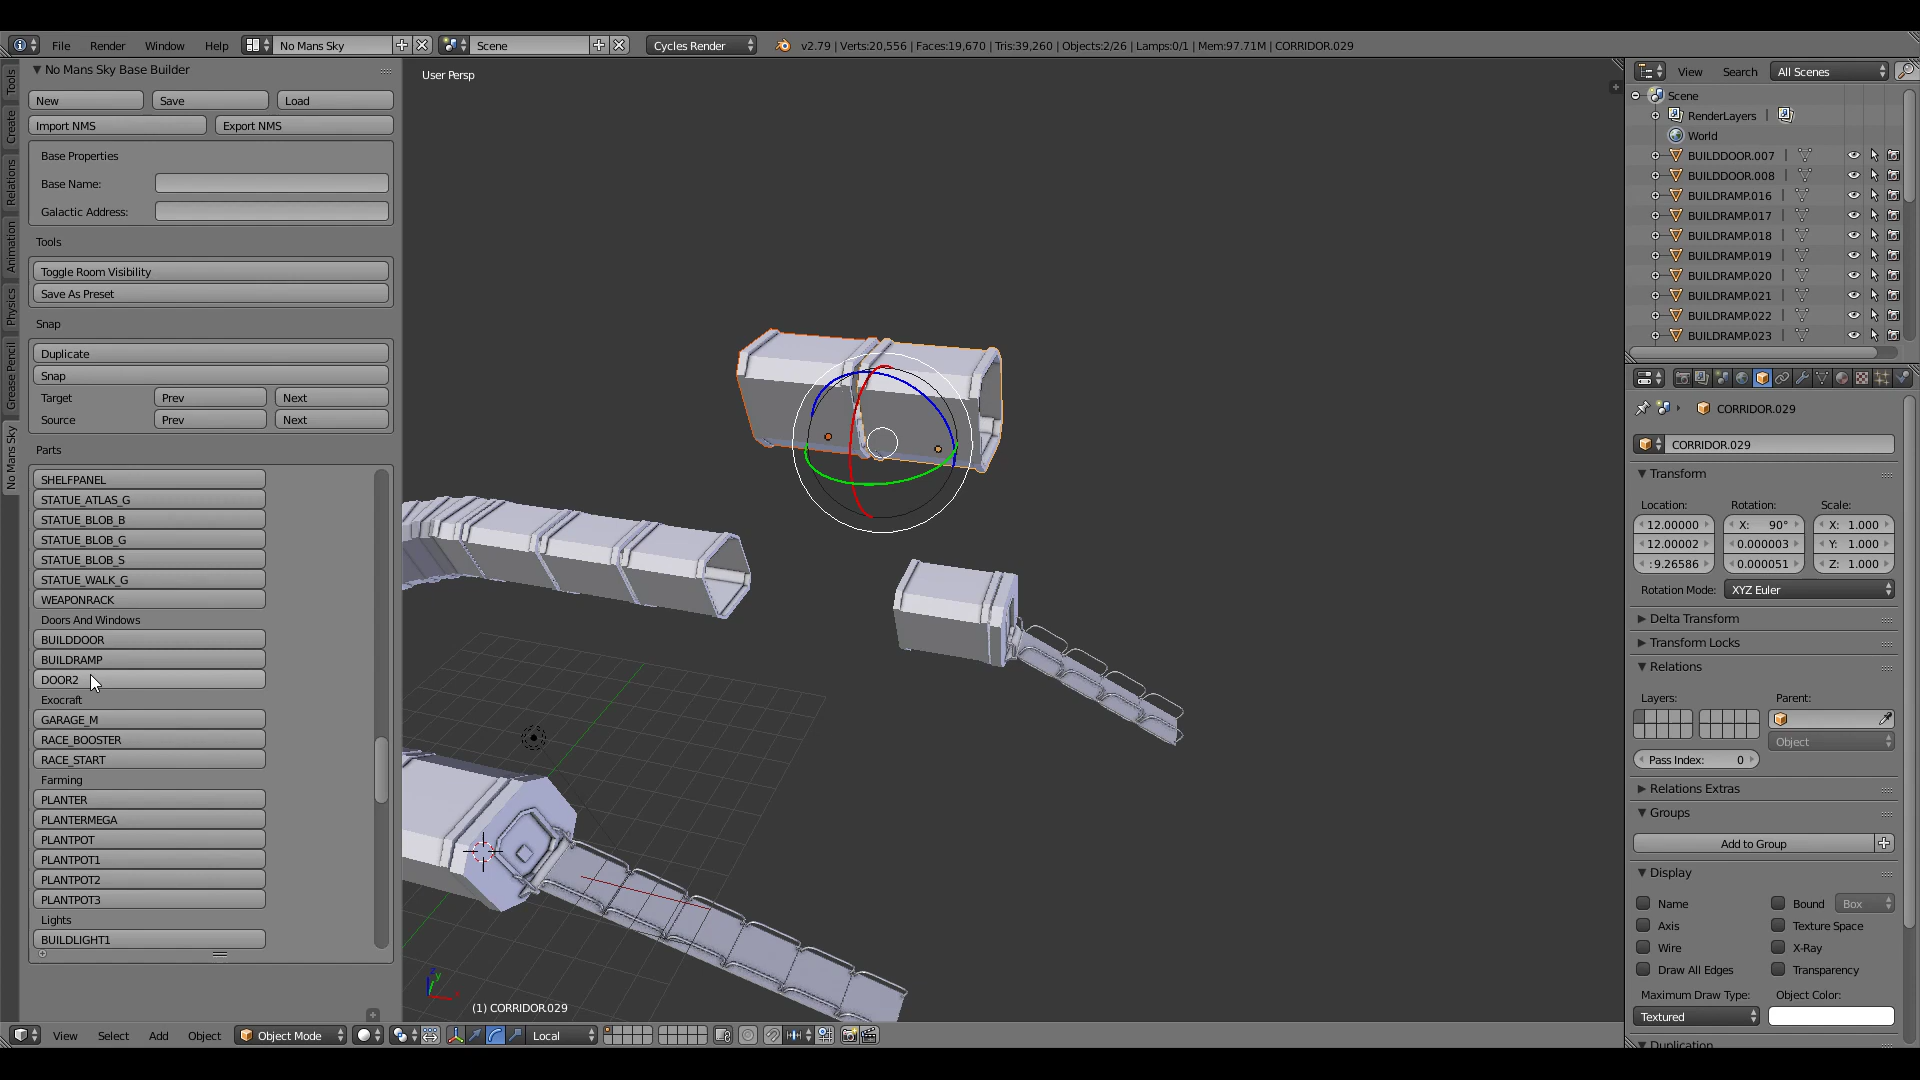 File Render Window Help No Mans Sky Scene Cycles Render v2.79 | Verts:20,556 | Faces:19,670 | Tris:39,260 | Objects:2/26 | Lamps:0/1 | Mem:97.71M | CORRIDOR.029
Tools
Create
Relations
Animation
Physics
Grease Pencil
No Mans Sky
No Mans Sky Base Builder
New Save Load
Import NMS Export NMS
Base Properties
Base Name:
Galactic Address:
Tools
Toggle Room Visibility
Save As Preset
Snap
Duplicate
Snap
Target Prev Next
Source Prev Next
Parts
SHELFPANEL
STATUE_ATLAS_G
STATUE_BLOB_B
STATUE_BLOB_G
STATUE_BLOB_S
STATUE_WALK_G
WEAPONRACK
Doors And Windows
BUILDDOOR
BUILDRAMP
DOOR2
Exocraft
GARAGE_M
RACE_BOOSTER
RACE_START
Farming
PLANTER
PLANTERMEGA
PLANTPOT
PLANTPOT1
PLANTPOT2
PLANTPOT3
Lights
BUILDLIGHT1
User Persp
(1) CORRIDOR.029
View Select Add Object Object Mode Local
View Search All Scenes
Scene
RenderLayers
World
BUILDDOOR.007
BUILDDOOR.008
BUILDRAMP.016
BUILDRAMP.017
BUILDRAMP.018
BUILDRAMP.019
BUILDRAMP.020
BUILDRAMP.021
BUILDRAMP.022
BUILDRAMP.023
CORRIDOR.029
CORRIDOR.029
Transform
Location: Rotation: Scale:
12.00000 X: 90° X: 1.000
12.00002 0.000003 Y: 1.000
:9.26586 0.000051 Z: 1.000
Rotation Mode: XYZ Euler
Delta Transform
Transform Locks
Relations
Layers: Parent:
Object
Pass Index: 0
Relations Extras
Groups
Add to Group
Display
Name Bound Box
Axis Texture Space
Wire X-Ray
Draw All Edges Transparency
Maximum Draw Type: Object Color:
Textured
Duplication